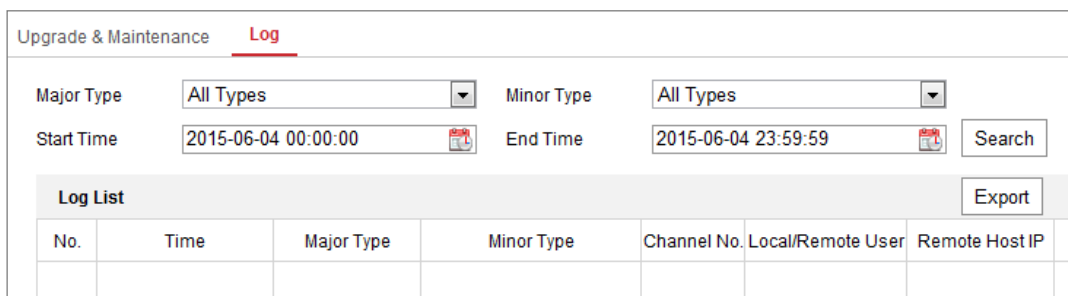 Upgrade & Maintenance Log
Major Type All Types Minor Type All Types
Start Time 2015-06-04 00:00:00 End Time 2015-06-04 23:59:59 Search
Log List Export
No. Time Major Type Minor Type Channel No. Local/Remote User Remote Host IP